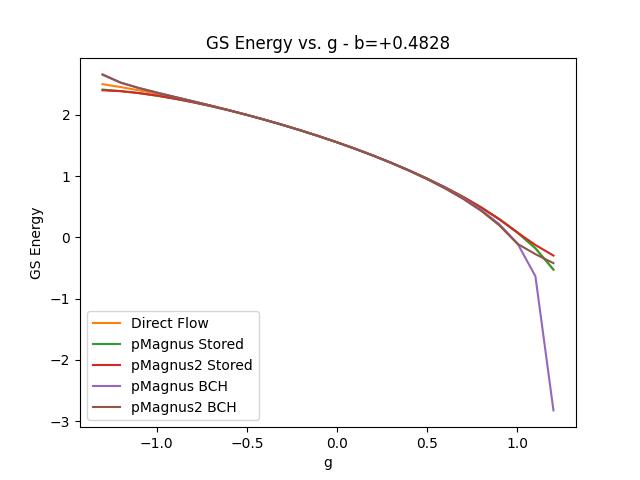 GS Energy vs. g - b=+0.4828
GS Energy
2
1
0
−1
−2
−3
Direct Flow
pMagnus Stored
pMagnus2 Stored
pMagnus BCH
pMagnus2 BCH
−1.0
−0.5
0.0
0.5
1.0
g